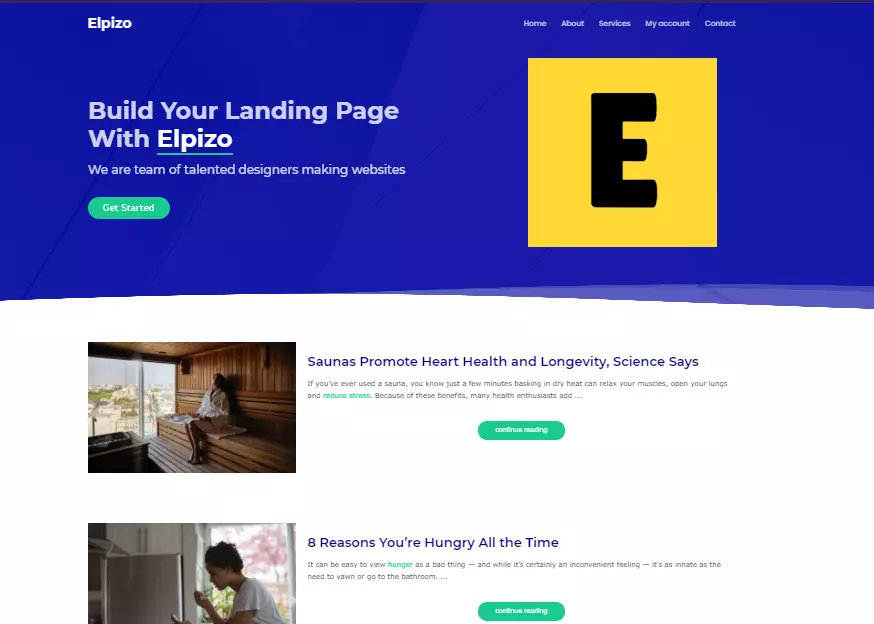 Elpizo
Home About Services My account Contact
Build Your Landing Page
With Elpizo
We are team of talented designers making websites
Get Started
E
Saunas Promote Heart Health and Longevity, Science Says
If you've ever used a sauna, you know just a few minutes basking in dry heat can relax your muscles, open your lungs
and reduce stress. Because of these benefits, many health enthusiasts add ...
continue reading
8 Reasons You're Hungry All the Time
It can be easy to view hunger as a bad thing — and while it's certainly an inconvenient feeling — it's as innate as the
need to yawn or go to the bathroom. ...
continue reading